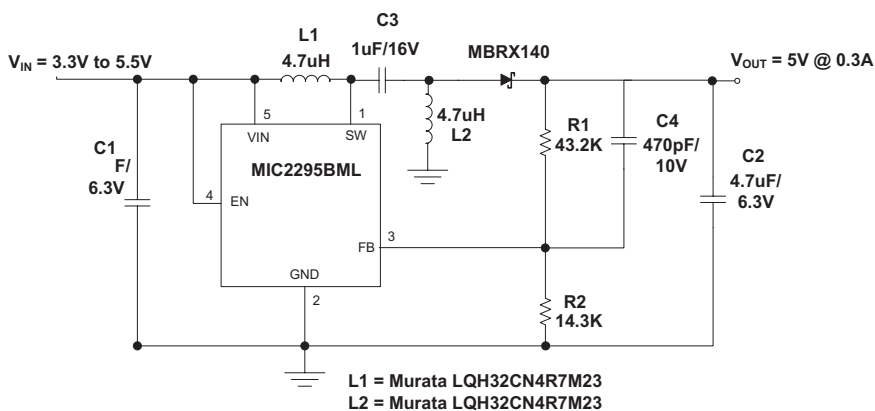 C3
1uF/16V
L1
4.7uH
MBRX140
VIN = 3.3V to 5.5V
VOUT = 5V @ 0.3A
5
1
VIN
SW
4.7uH
L2
R1
43.2K
C4
470pF/
10V
C1
F/
6.3V
MIC2295BML
C2
4.7uF/
6.3V
4
EN
3
FB
GND
2
R2
14.3K
L1 = Murata LQH32CN4R7M23
L2 = Murata LQH32CN4R7M23